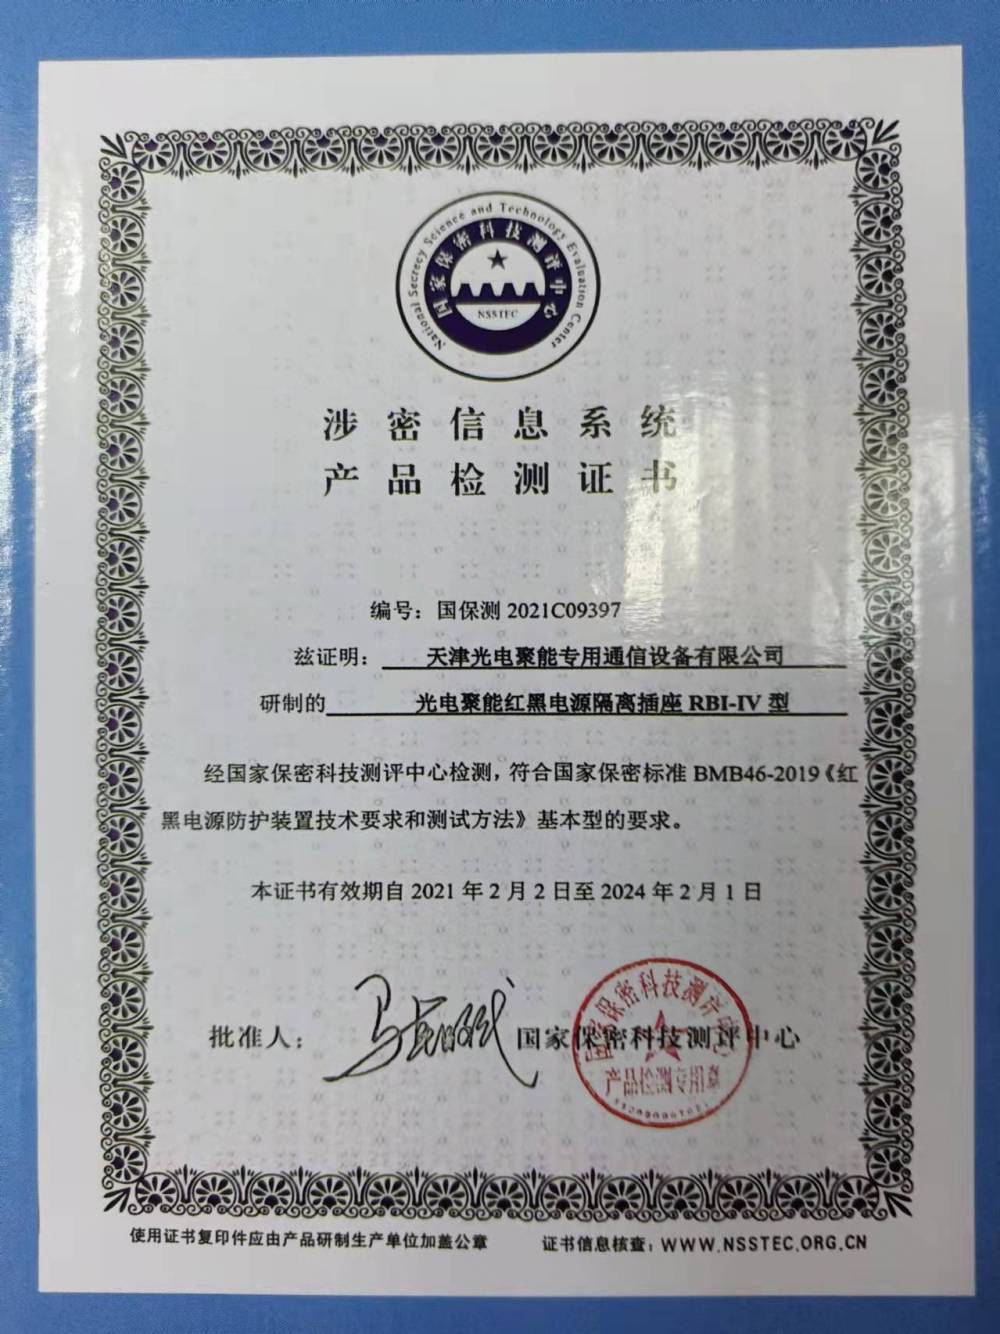 National Secrecy Science and Technology Evaluation Center
国家保密科技测评中心
NSSTEC
涉密信息系统
产品检测证书
编号：国保测 2021C09397
兹证明：天津光电聚能专用通信设备有限公司
研制的 光电聚能红黑电源隔离插座 RBI-IV 型
经国家保密科技测评中心检测，符合国家保密标准 BMB46-2019《红
黑电源防护装置技术要求和测试方法》基本型的要求。
本证书有效期自 2021 年 2 月 2 日至 2024 年 2 月 1 日
批准人：
国家保密科技测评中心
国家保密科技测评中心
产品检测专用章
使用证书复印件应由产品研制生产单位加盖公章
证书信息核查：WWW.NSSTEC.ORG.CN